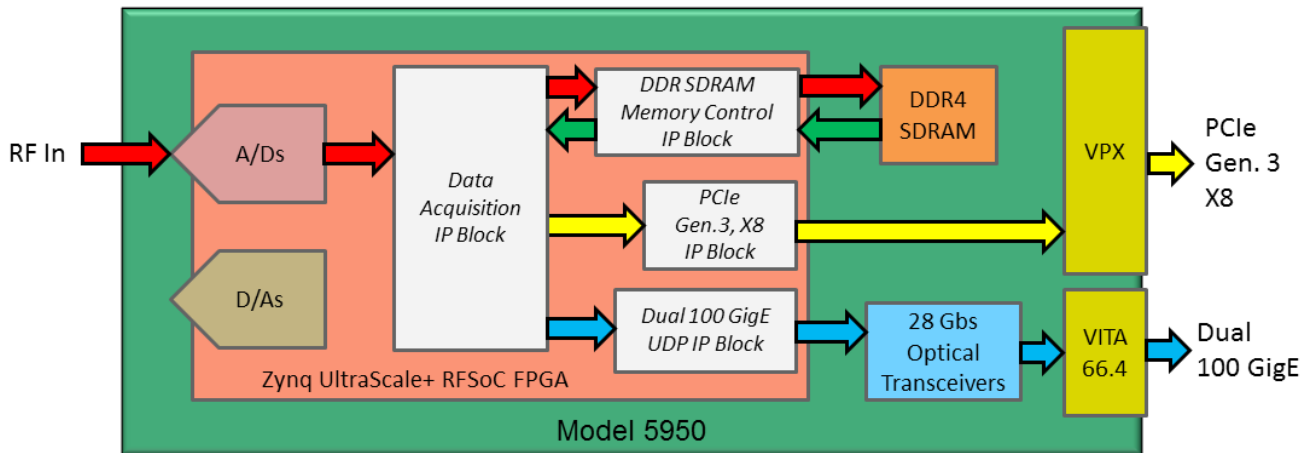 RF In
A/Ds
D/As
Data
Acquisition
IP Block
DDR SDRAM
Memory Control
IP Block
DDR4
SDRAM
PCIe
Gen.3, X8
IP Block
Dual 100 GigE
UDP IP Block
28 Gbs
Optical
Transceivers
VPX
VITA
66.4
PCIe
Gen. 3
X8
Dual
100 GigE
Zynq UltraScale+ RFSoC FPGA
Model 5950